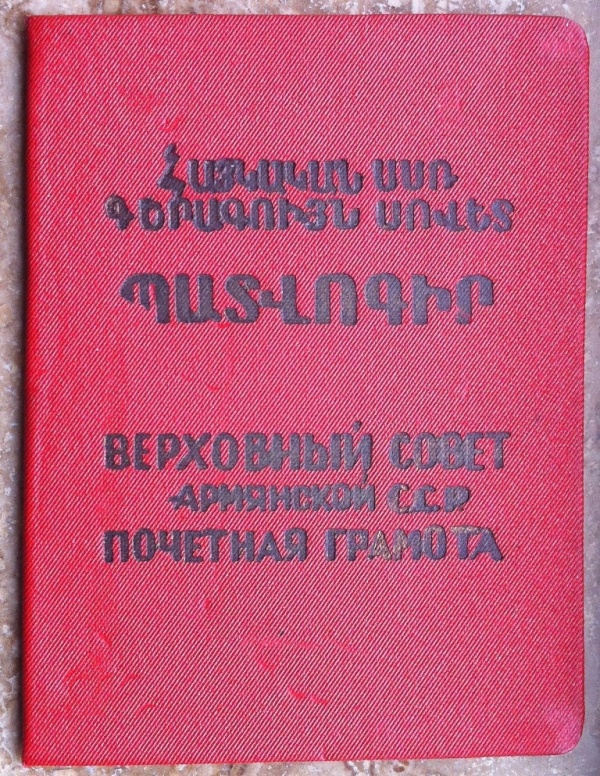 ՀԱՅԿԱԿԱՆ ՍՍՌ
ԳԵՐԱԳՈՒՅՆ ՍՈՎԵՏ
ՊԱՏՎՈԳԻՐ
ВЕРХОВНЫЙ СОВЕТ
АРМЯНСКОЙ С.С.Р
ПОЧЕТНАЯ ГРАМОТА